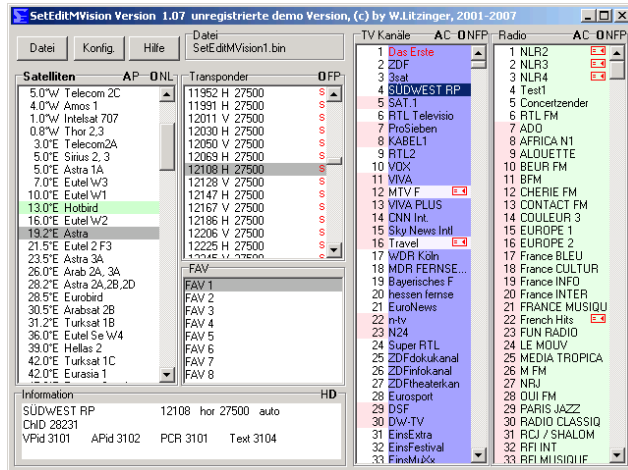 SetEditMVision Version 1.07 unregistrierte demo Version, (c) by W.Litzinger, 2001-2007
Datei
Konfig.
Hilfe
Datei
SetEditMVision1.bin
Satelliten A P O N L
5.0°W Telecom 2C
4.0°W Amos 1
1.0°W Intelsat 707
0.8°W Thor 2,3
3.0°E Telecom2A
5.0°E Sirius 2, 3
5.0°E Astra 1A
7.0°E Eutel W3
10.0°E Eutel W1
13.0°E Hotbird
16.0°E Eutel W2
19.2°E Astra
21.5°E Eutel 2 F3
23.5°E Astra 3A
26.0°E Arab 2A, 3A
28.2°E Astra 2A,2B,2D
28.5°E Eurobird
30.5°E Arabsat 2B
31.2°E Turksat 1B
36.0°E Eutel Se W4
39.0°E Hellas 2
42.0°E Turksat 1C
42.0°E Eurasia 1
Transponder O F P
11952 H 27500 S
11991 H 27500 S
12011 V 27500 S
12030 H 27500 S
12050 V 27500 S
12069 H 27500 S
12108 H 27500 S
12128 V 27500 S
12147 H 27500 S
12167 V 27500 S
12186 H 27500 S
12206 V 27500 S
12225 H 27500 S
12245 V 27500 S
FAV
FAV 1
FAV 2
FAV 3
FAV 4
FAV 5
FAV 6
FAV 7
FAV 8
Information HD
SÜDWEST RP 12108 hor 27500 auto
ChID 28231
VPid 3101 APid 3102 PCR 3101 Text 3104
TV Kanäle A C O N F P
1 Das Erste
2 ZDF
3 3sat
4 SÜDWEST RP
5 SAT.1
6 RTL Televisio
7 ProSieben
8 KABEL1
9 RTL2
10 VOX
11 VIVA
12 MTV F
13 VIVA PLUS
14 CNN Int.
15 Sky News Intl
16 Travel
17 WDR Köln
18 MDR FERNSE...
19 Bayerisches F
20 hessen fernse
21 EuroNews
22 n-tv
23 N24
24 Super RTL
25 ZDFdokukanal
26 ZDFinfokanal
27 ZDFtheaterkan
28 Eurosport
29 DSF
30 DW-TV
31 EinsExtra
32 EinsFestival
33 EinsMuXx
Radio A C O N F P
1 NLR2
2 NLR3
3 NLR4
4 Test1
5 Concertzender
6 RTL FM
7 ADO
8 AFRICA N1
9 ALOUETTE
10 BEUR FM
11 BFM
12 CHERIE FM
13 CONTACT FM
14 COULEUR 3
15 EUROPE 1
16 EUROPE 2
17 France BLEU
18 France CULTUR
19 France INFO
20 France INTER
21 FRANCE MUSIQU
22 French Hits
23 FUN RADIO
24 LE MOUV
25 MEDIA TROPICA
26 M FM
27 NRJ
28 OUI FM
29 PARIS JAZZ
30 RADIO CLASSIQ
31 RCJ / SHALOM
32 RFI INT
33 RFI MUSIQUE